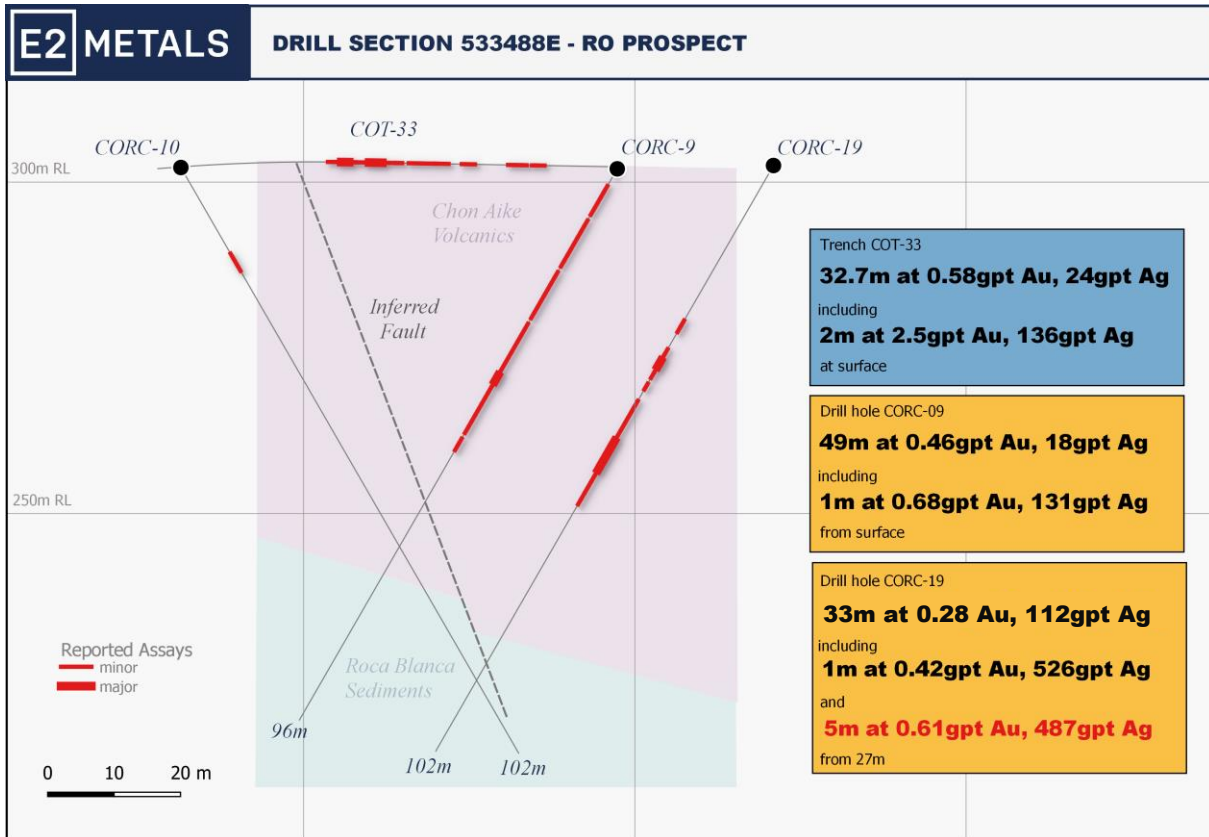 E2 METALS
DRILL SECTION 533488E - RO PROSPECT
CORC-10
COT-33
CORC-9
CORC-19
300m RL
Chon Aike
Volcanics
Inferred
Fault
250m RL
Roca Blanca
Sediments
Reported Assays
minor
major
96m
102m
102m
0 10 20 m
Trench COT-33
32.7m at 0.58gpt Au, 24gpt Ag
including
2m at 2.5gpt Au, 136gpt Ag
at surface
Drill hole CORC-09
49m at 0.46gpt Au, 18gpt Ag
including
1m at 0.68gpt Au, 131gpt Ag
from surface
Drill hole CORC-19
33m at 0.28 Au, 112gpt Ag
including
1m at 0.42gpt Au, 526gpt Ag
and
5m at 0.61gpt Au, 487gpt Ag
from 27m